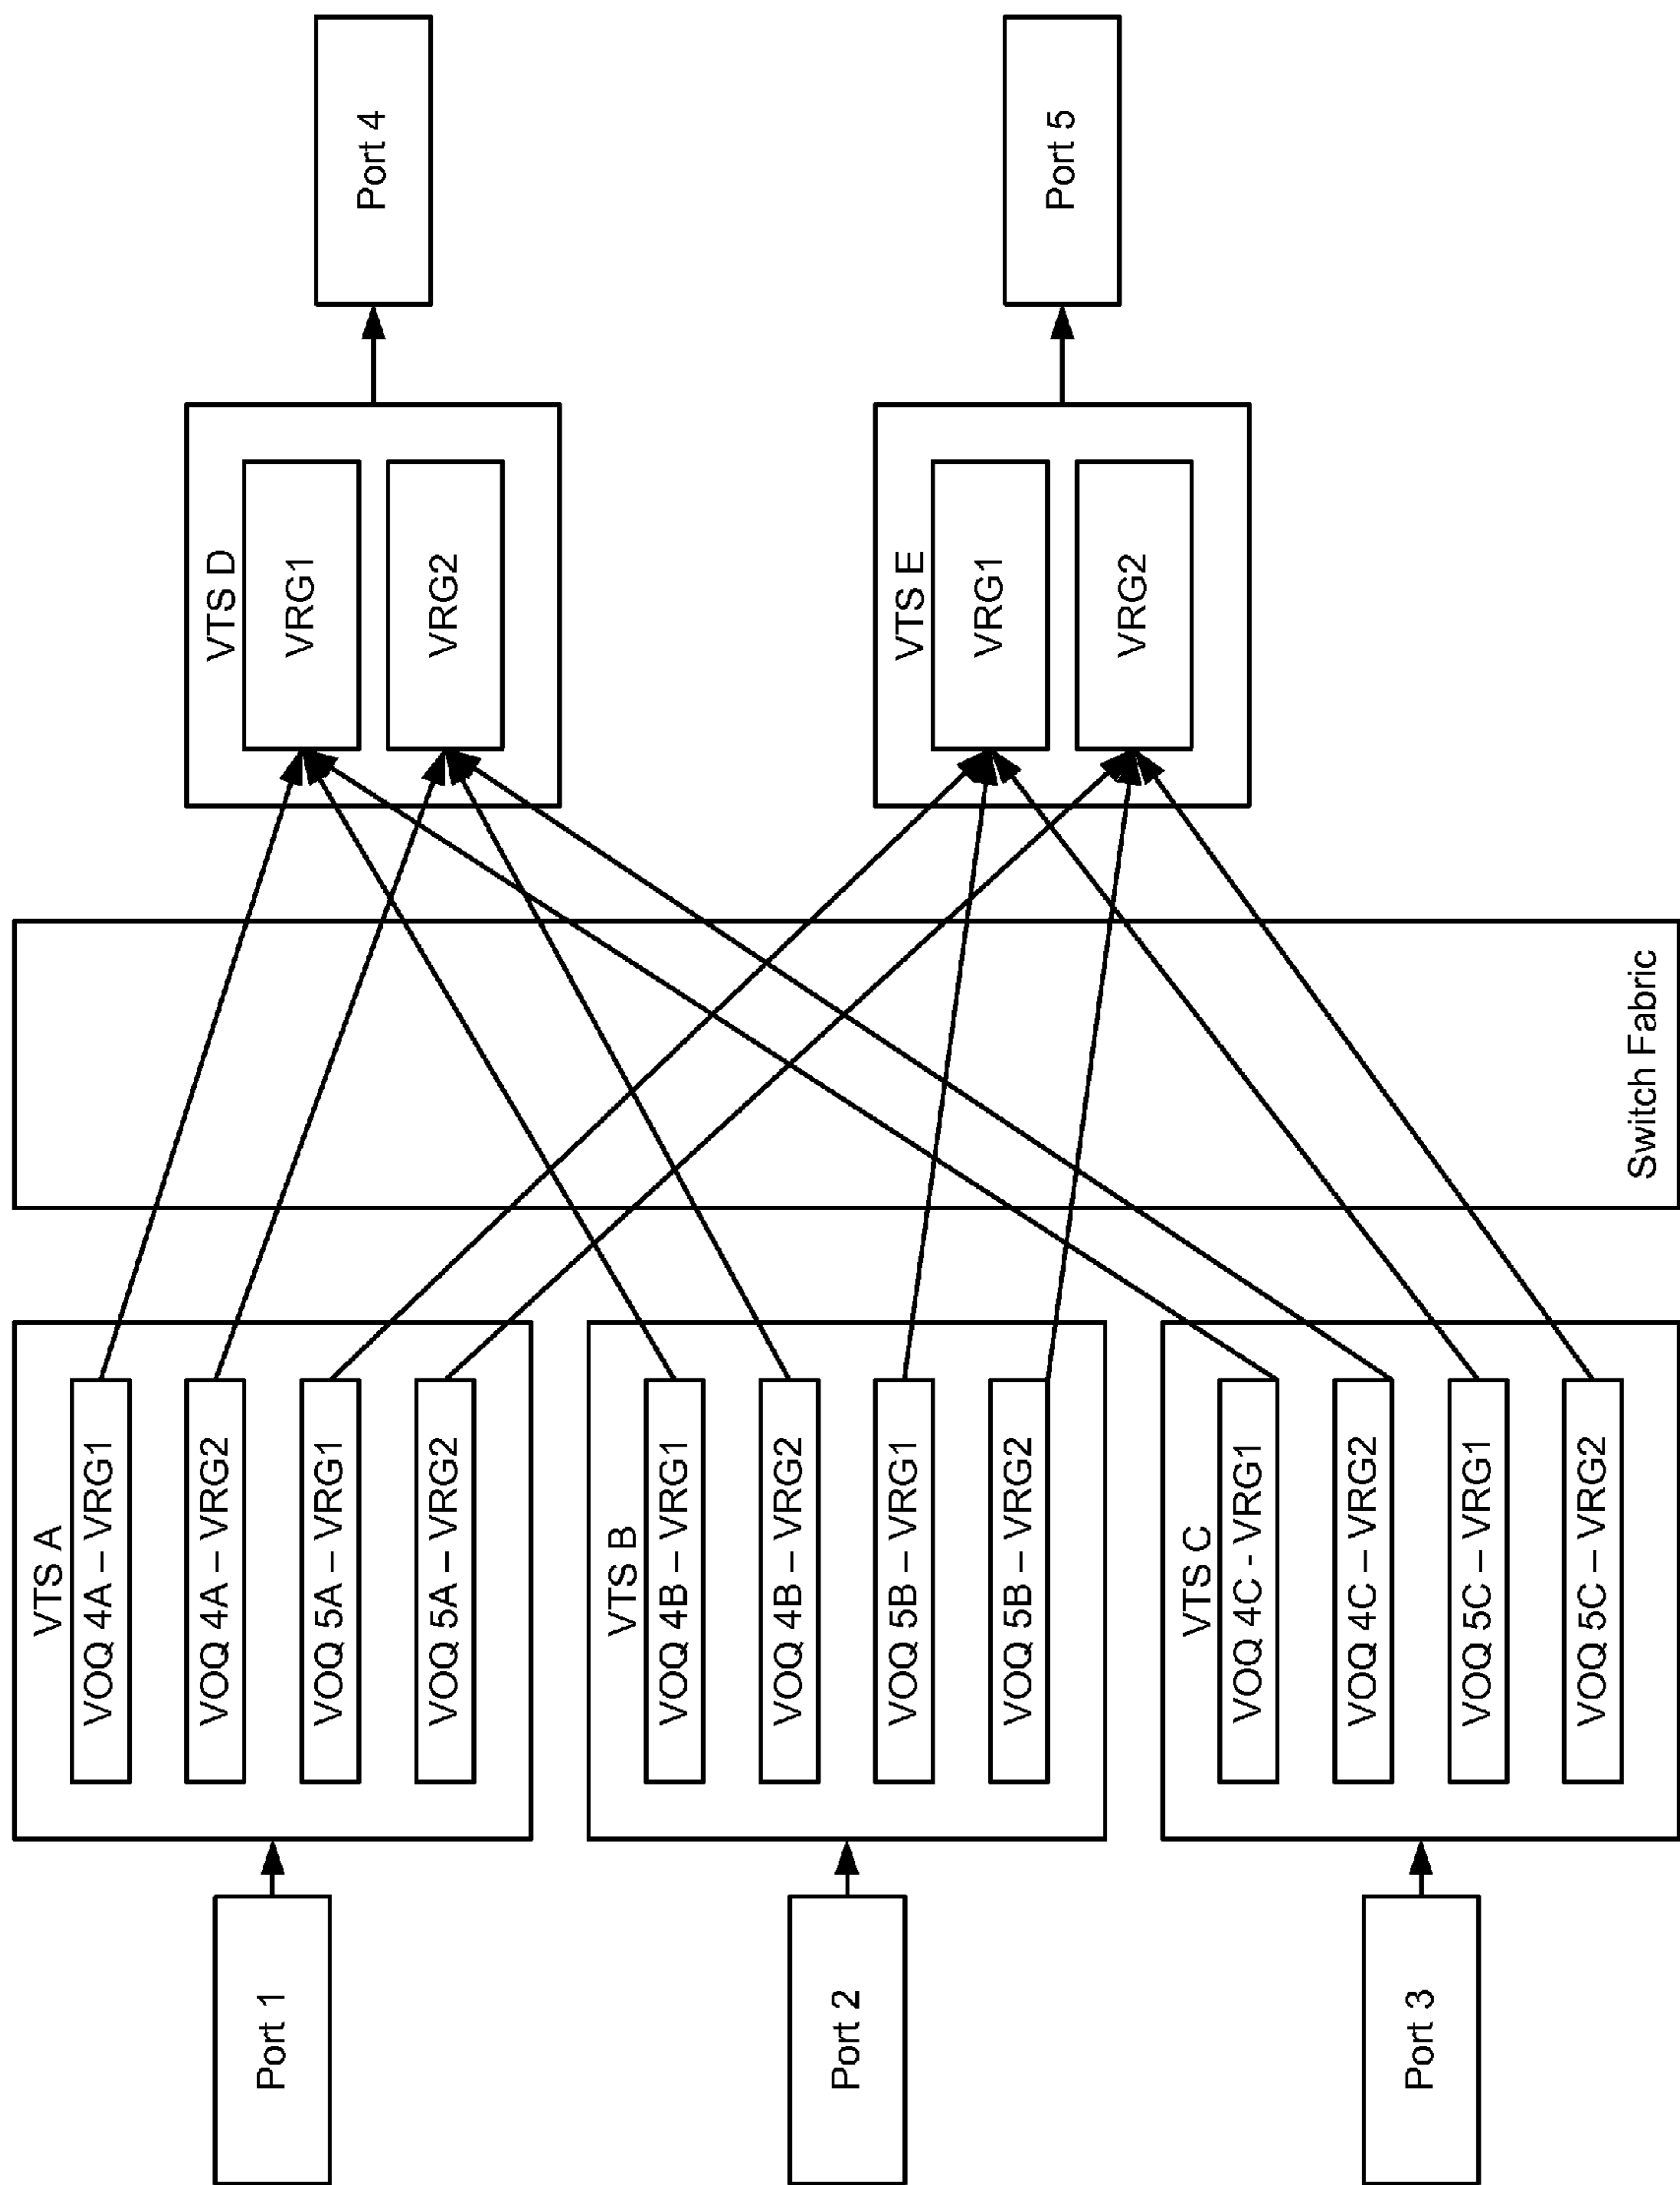 Port 1
Port 2
Port 3
VTS A
VOQ 4A – VRG1
VOQ 4A – VRG2
VOQ 5A – VRG1
VOQ 5A – VRG2
VTS B
VOQ 4B – VRG1
VOQ 4B – VRG2
VOQ 5B – VRG1
VOQ 5B – VRG2
VTS C
VOQ 4C - VRG1
VOQ 4C – VRG2
VOQ 5C – VRG1
VOQ 5C – VRG2
Switch Fabric
VTS D
VRG1
VRG2
VTS E
VRG1
VRG2
Port 4
Port 5